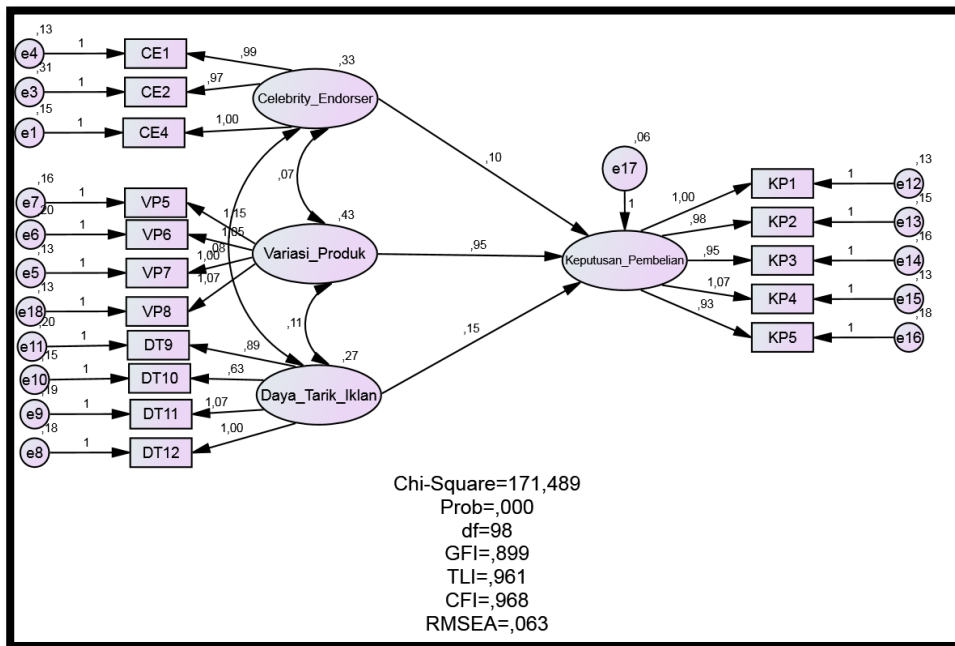 ,13
e4
1
CE1
,99
,31
e3
1
CE2
,97
,33
Celebrity_Endorser
,15
e1
1
CE4
1,00
,07
,10
,06
e17
1
,16
e7
1
VP5
1,15
,20
e6
1
VP6
1,05
,08
,43
Variasi_Produk
,95
,13
e5
1
VP7
1,00
,13
e18
1
VP8
1,07
,11
,15
,20
e11
1
DT9
,89
,27
Daya_Tarik_Iklan
,15
e10
1
DT10
,63
,19
e9
1
DT11
1,07
,18
e8
1
DT12
1,00
Keputusan_Pembelian
1,00
KP1
1
e12
,13
,98
KP2
1
e13
,15
,95
KP3
1
e14
,16
1,07
KP4
1
e15
,13
,93
KP5
1
e16
,18
Chi-Square=171,489
Prob=,000
df=98
GFI=,899
TLI=,961
CFI=,968
RMSEA=,063